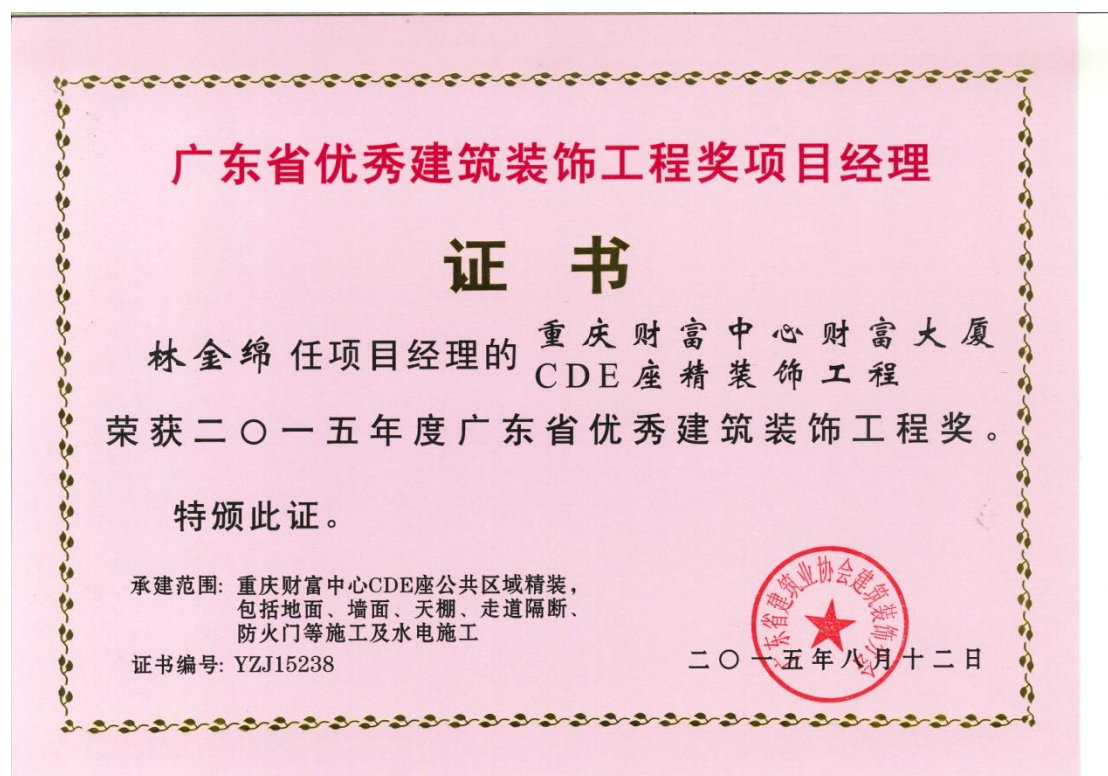 广东省优秀建筑装饰工程奖项目经理
证 书
林金绵 任项目经理的 重庆财富中心财富大厦
CDE座精装饰工程
荣获二〇一五年度广东省优秀建筑装饰工程奖。
特颁此证。
承建范围: 重庆财富中心CDE座公共区域精装,
包括地面、墙面、天棚、走道隔断、
防火门等施工及水电施工
证书编号: YZJ15238
广东省建筑业协会建筑装饰分会
二〇一五年八月十二日